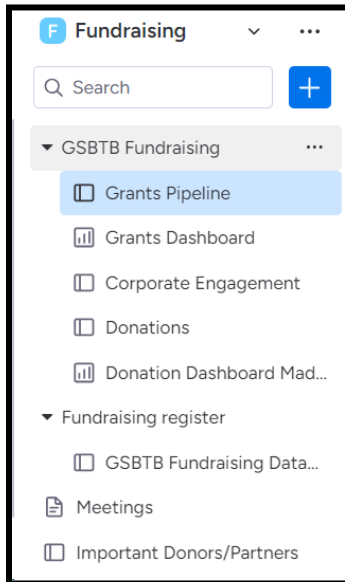 F Fundraising
Search
GSBTB Fundraising
Grants Pipeline
Grants Dashboard
Corporate Engagement
Donations
Donation Dashboard Mad...
Fundraising register
GSBTB Fundraising Data...
Meetings
Important Donors/Partners